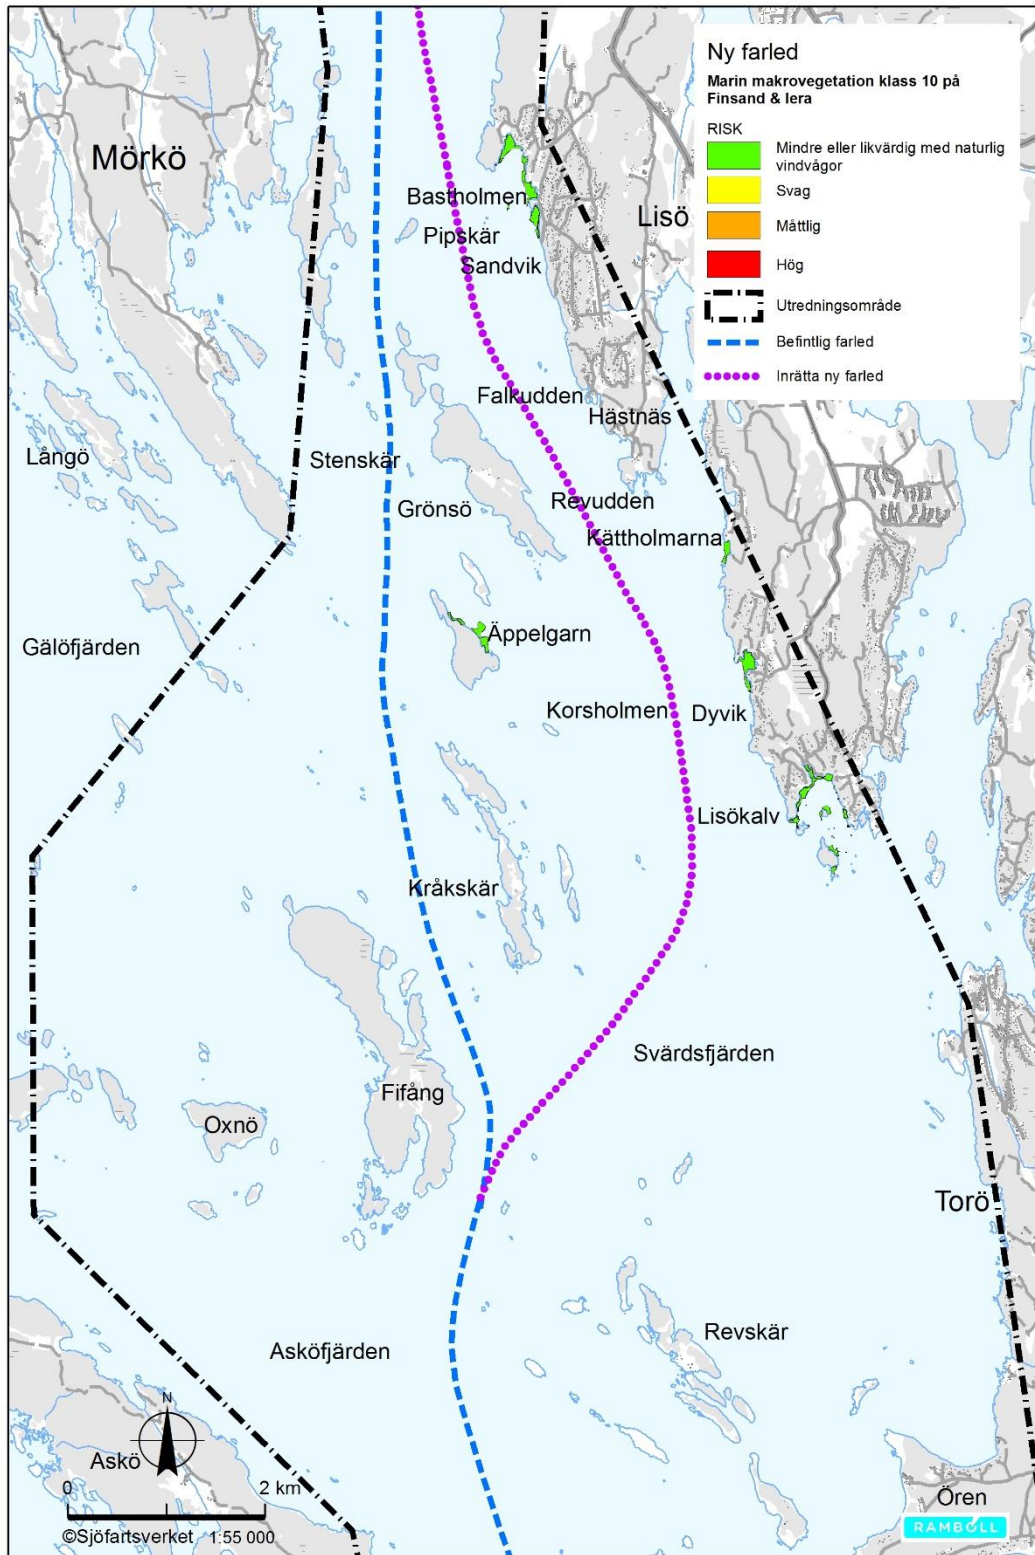 Ny farled
Marin makrovegetation klass 10 på
Finsand & lera
RISK
Mindre eller likvärdig med naturlig
vindvågor
Svag
Måttlig
Hög
Utredningsområde
Befintlig farled
Inrätta ny farled
Mörkö
Bastholmen
Lisö
Pipskär
Sandvik
Falkudden
Hästnäs
Långö
Stenskär
Grönsö
Revudden
Kättholmarna
Gälöfjärden
Äppelgarn
Korsholmen
Dyvik
Lisökalv
Kråkskär
Svärdsfjärden
Fifång
Oxnö
Torö
Revskär
Asköfjärden
N
Askö
0
2 km
Ören
©Sjöfartsverket 1:55 000
RAMBOLL